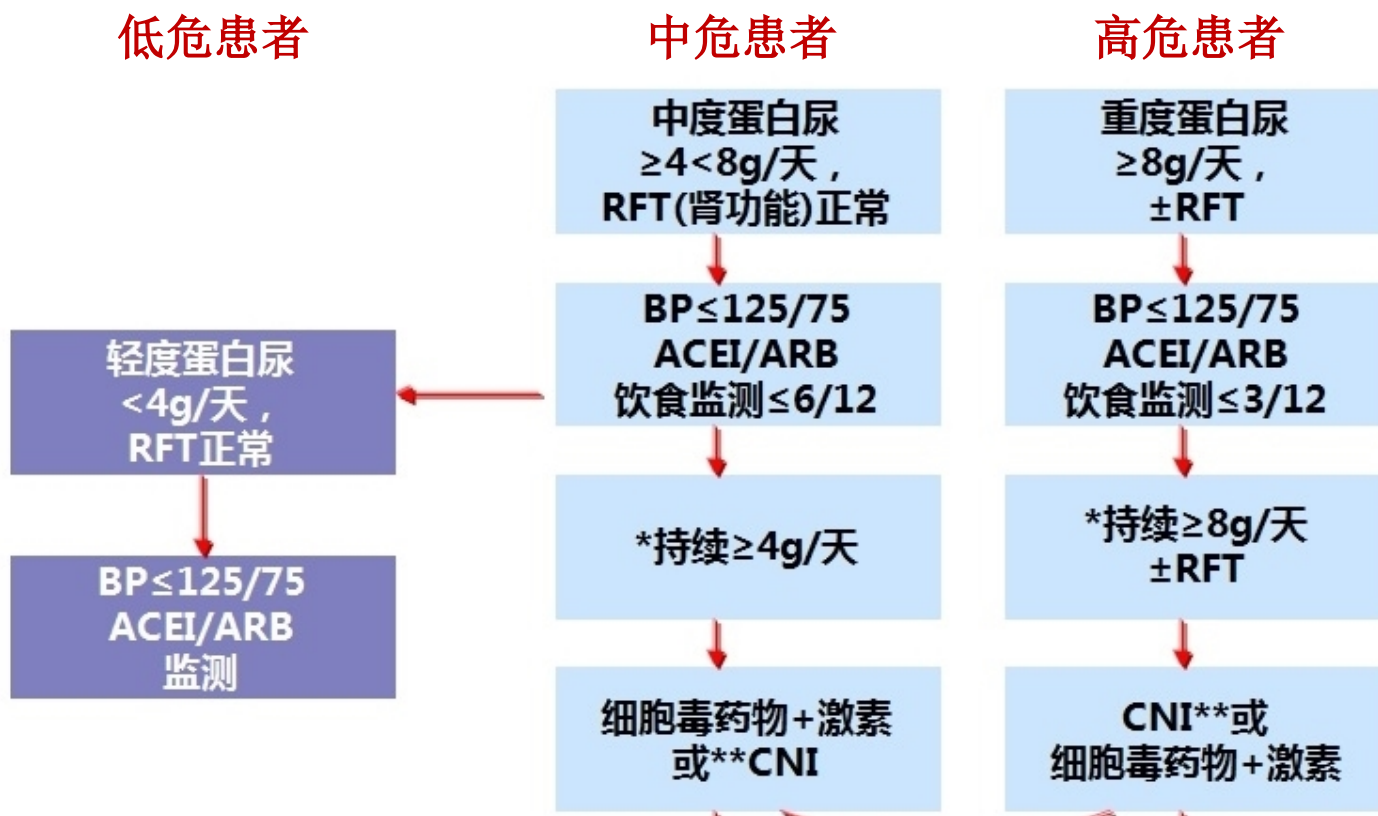 低危患者
中危患者
高危患者
中度蛋白尿
≥4<8g/天，
RFT(肾功能)正常
重度蛋白尿
≥8g/天，
±RFT
BP≤125/75
ACEI/ARB
饮食监测≤6/12
BP≤125/75
ACEI/ARB
饮食监测≤3/12
轻度蛋白尿
<4g/天，
RFT正常
*持续≥4g/天
*持续≥8g/天
±RFT
BP≤125/75
ACEI/ARB
监测
细胞毒药物+激素
或**CNI
CNI**或
细胞毒药物+激素